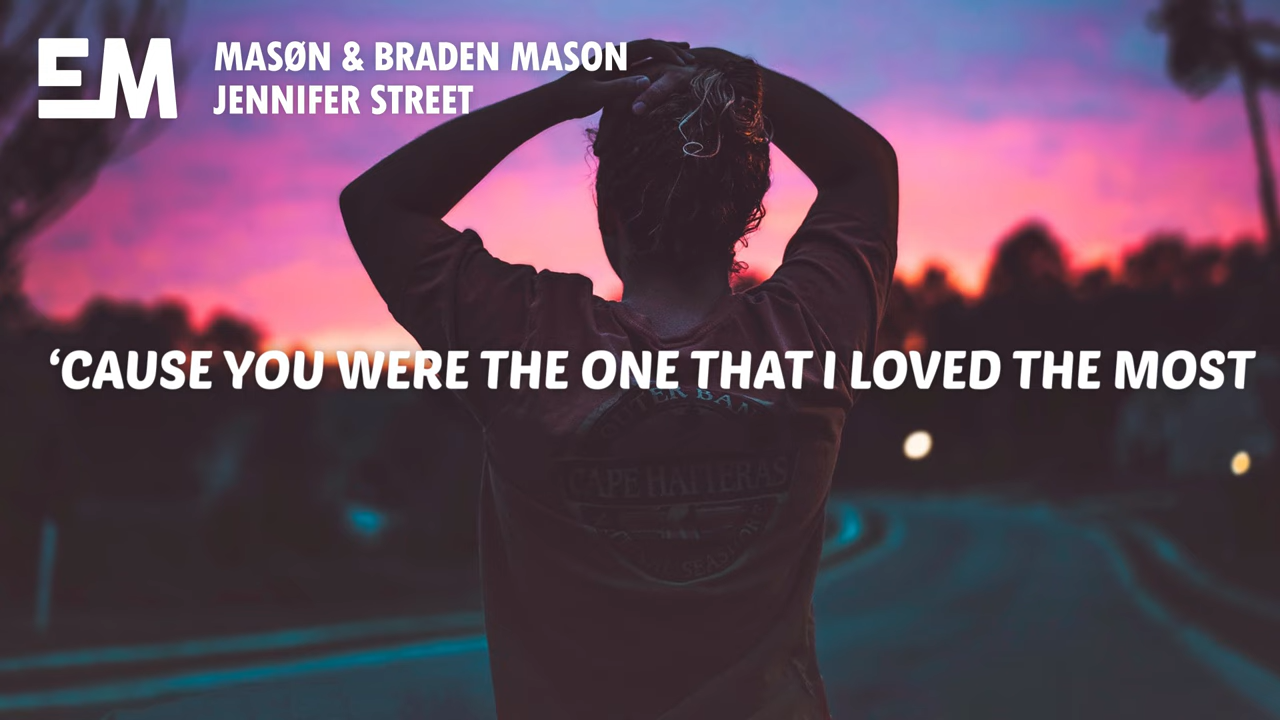 EM
MASØN & BRADEN MASON
JENNIFER STREET
‘CAUSE YOU WERE THE ONE THAT I LOVED THE MOST
CAPE HATTERAS